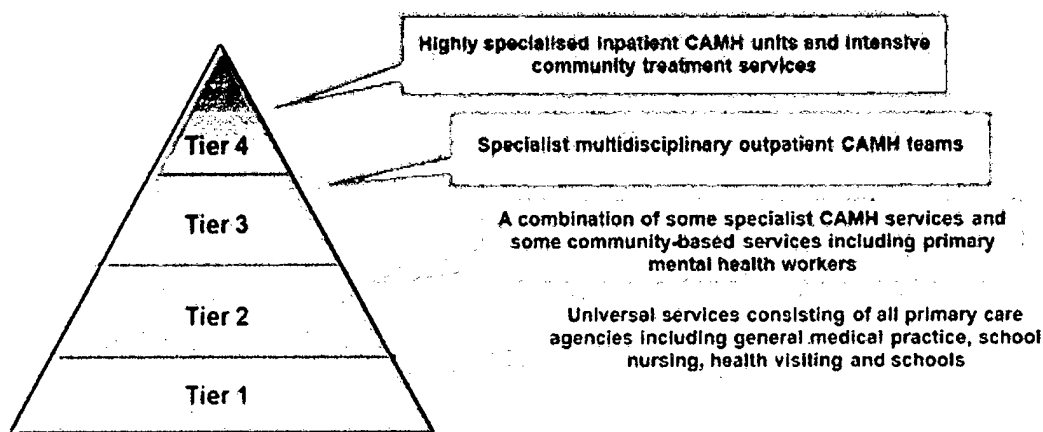 Highly specialised inpatient CAMH units and intensive
community treatment services
Tier 4
Specialist multidisciplinary outpatient CAMH teams
Tier 3
A combination of some specialist CAMH services and
some community-based services including primary
mental health workers
Tier 2
Universal services consisting of all primary care
agencies including general medical practice, school
nursing, health visiting and schools
Tier 1